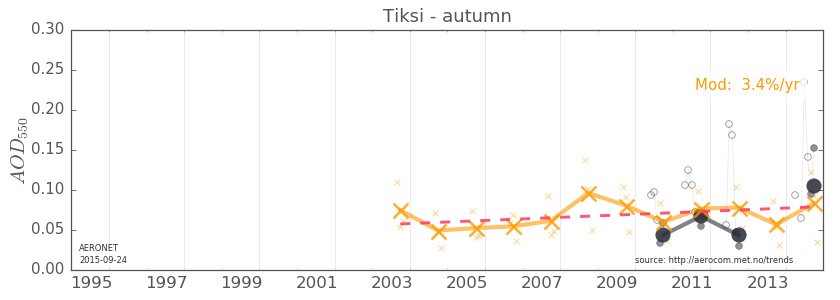 Tiksi - autumn
0.30
0.25
0.20
0.15
0.10
0.05
0.00
AOD550
Mod: 3.4%/yr
AERONET
2015-09-24
source: http://aerocom.met.no/trends
1995 1997 1999 2001 2003 2005 2007 2009 2011 2013